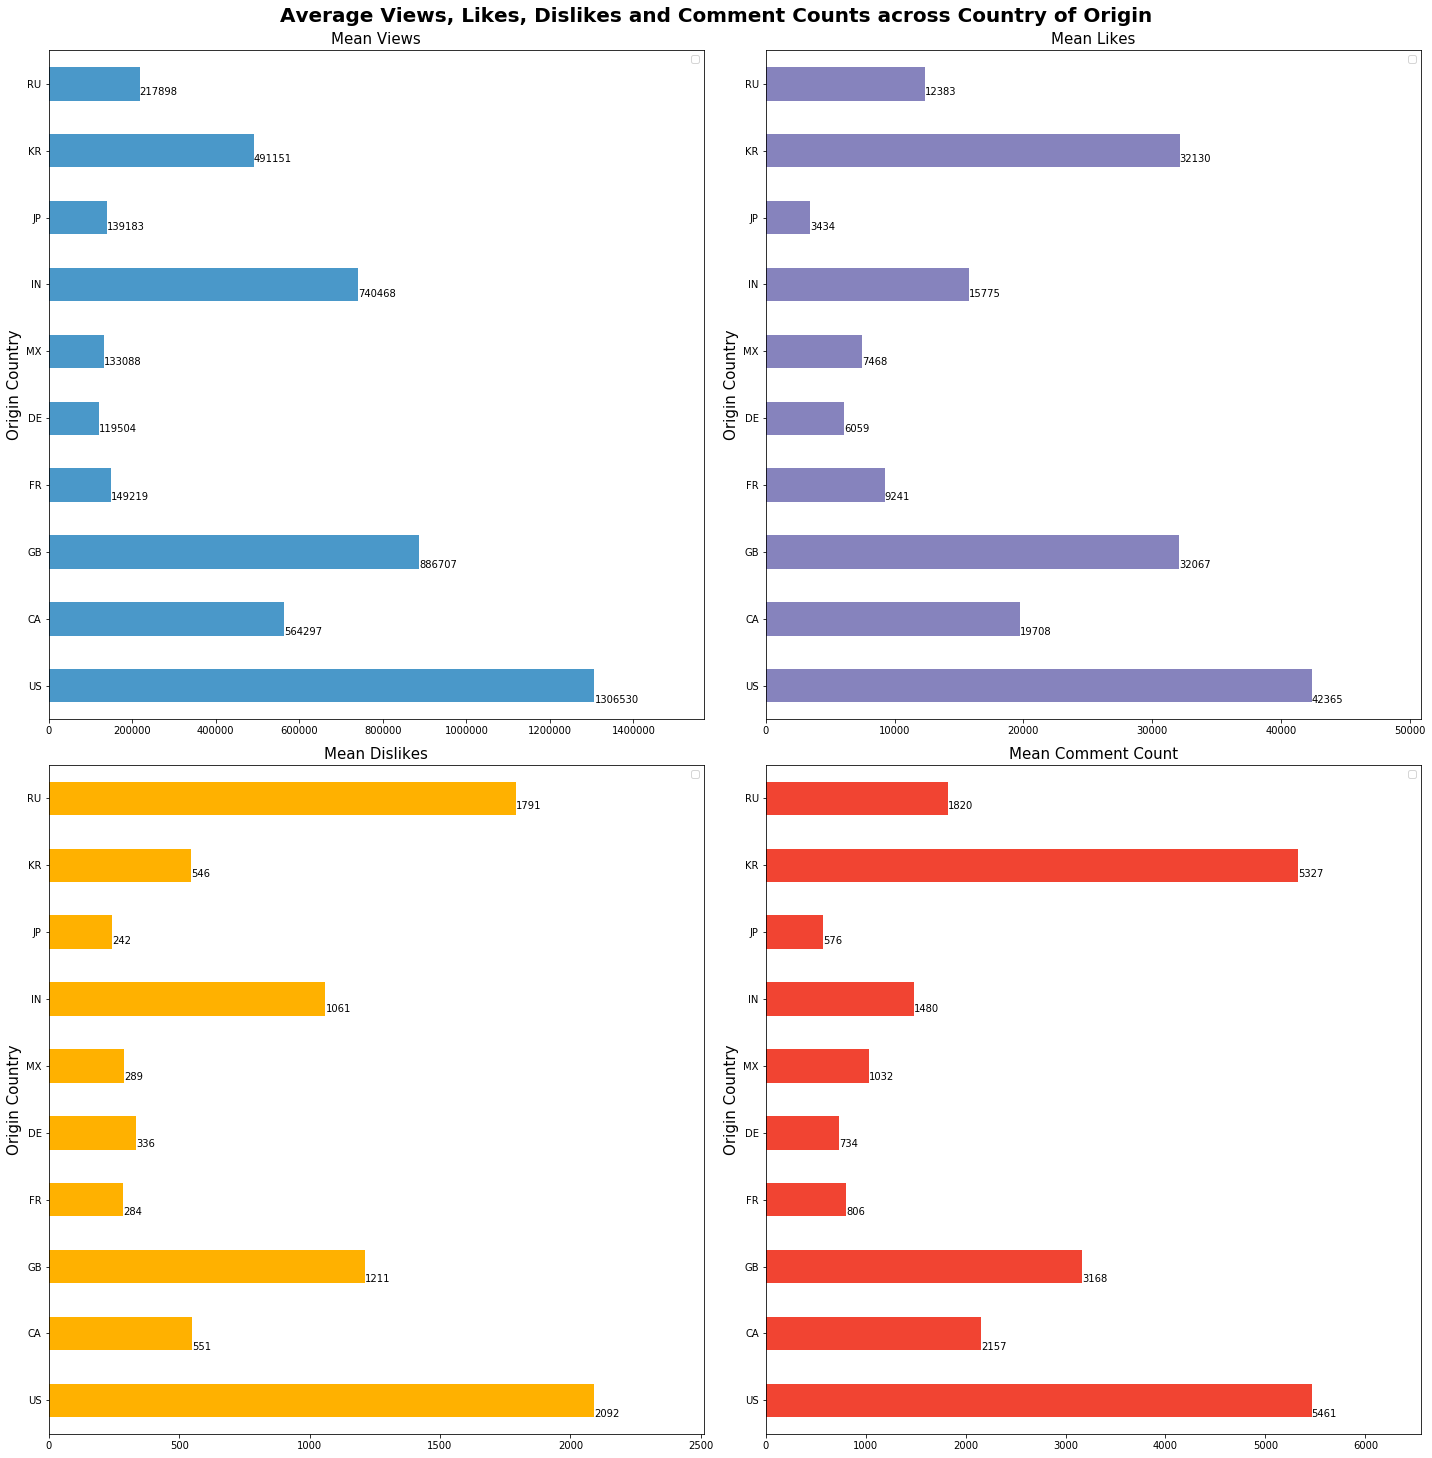 Average Views, Likes, Dislikes and Comment Counts across Country of Origin
Mean Views
Origin Country
RU
217898
KR
491151
JP
139183
IN
740468
MX
133088
DE
119504
FR
149219
GB
886707
CA
564297
US
1306530
0 200000 400000 600000 800000 1000000 1200000 1400000
Mean Likes
Origin Country
RU
12383
KR
32130
JP
3434
IN
15775
MX
7468
DE
6059
FR
9241
GB
32067
CA
19708
US
42365
0 10000 20000 30000 40000 50000
Mean Dislikes
Origin Country
RU
1791
KR
546
JP
242
IN
1061
MX
289
DE
336
FR
284
GB
1211
CA
551
US
2092
0 500 1000 1500 2000 2500
Mean Comment Count
Origin Country
RU
1820
KR
5327
JP
576
IN
1480
MX
1032
DE
734
FR
806
GB
3168
CA
2157
US
5461
0 1000 2000 3000 4000 5000 6000